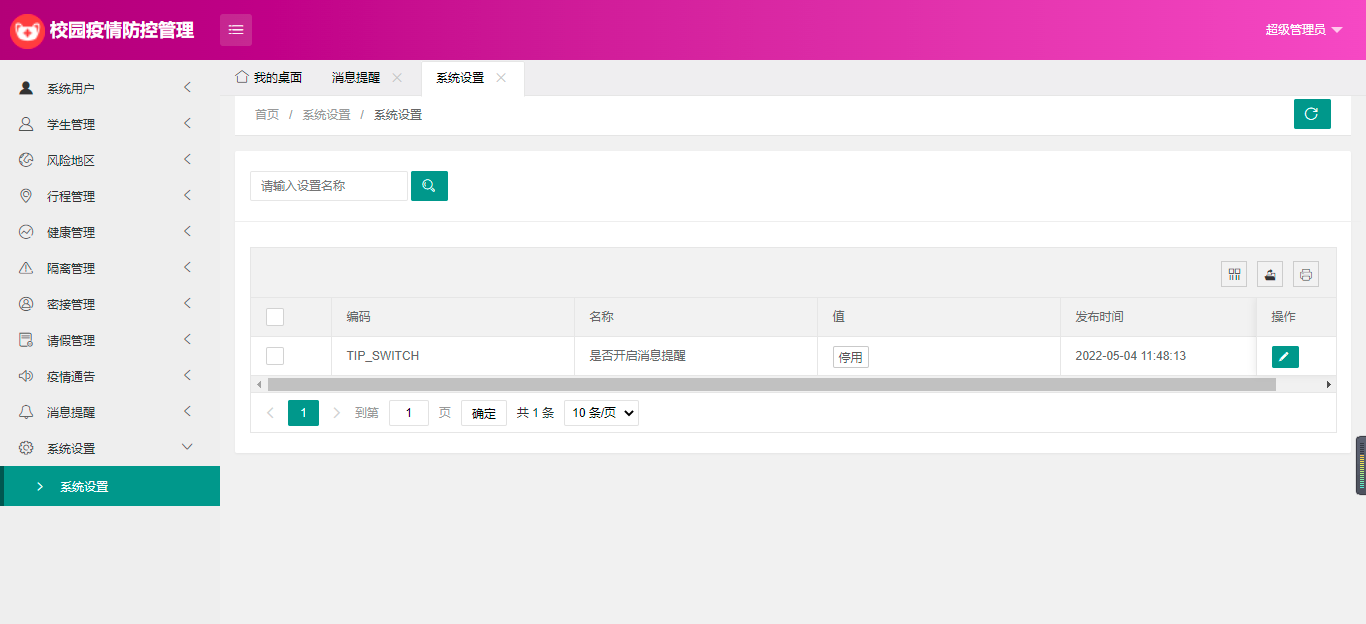 校园疫情防控管理
超级管理员
系统用户
学生管理
风险地区
行程管理
健康管理
隔离管理
密接管理
请假管理
疫情通告
消息提醒
系统设置
系统设置
我的桌面 消息提醒 系统设置
首页 / 系统设置 / 系统设置
请输入设置名称
编码 名称 值 发布时间 操作
TIP_SWITCH 是否开启消息提醒 停用 2022-05-04 11:48:13
1 到第 1 页 确定 共 1 条 10 条/页